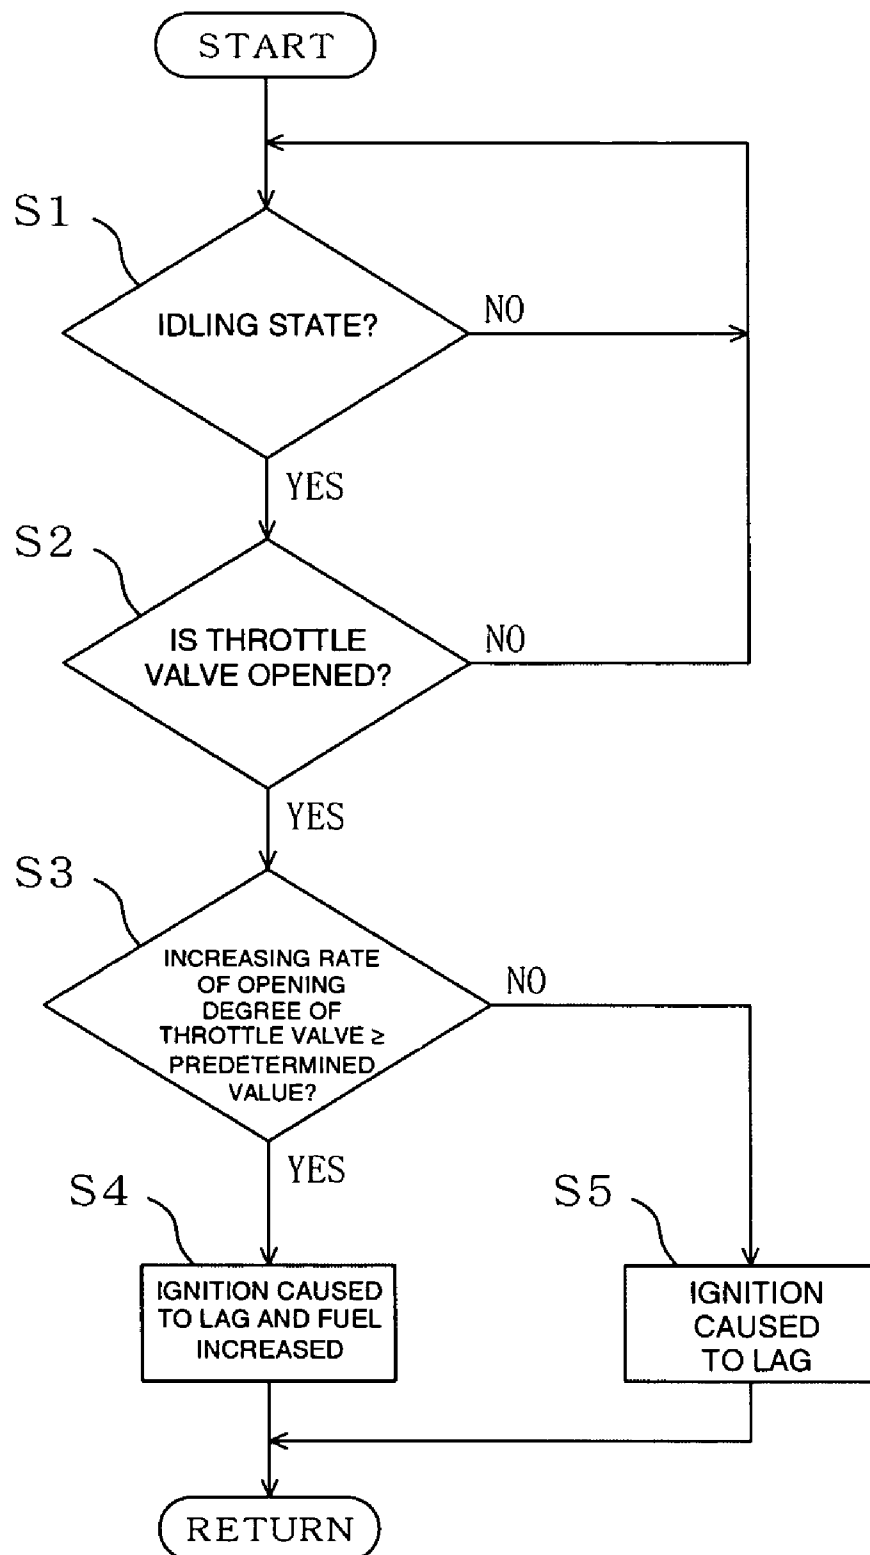 START
S1
IDLING STATE?
NO
YES
S2
IS THROTTLE
VALVE OPENED?
NO
YES
S3
INCREASING RATE
OF OPENING
DEGREE OF
THROTTLE VALVE ≥
PREDETERMINED
VALUE?
NO
YES
S4
IGNITION CAUSED
TO LAG AND FUEL
INCREASED
S5
IGNITION
CAUSED
TO LAG
RETURN